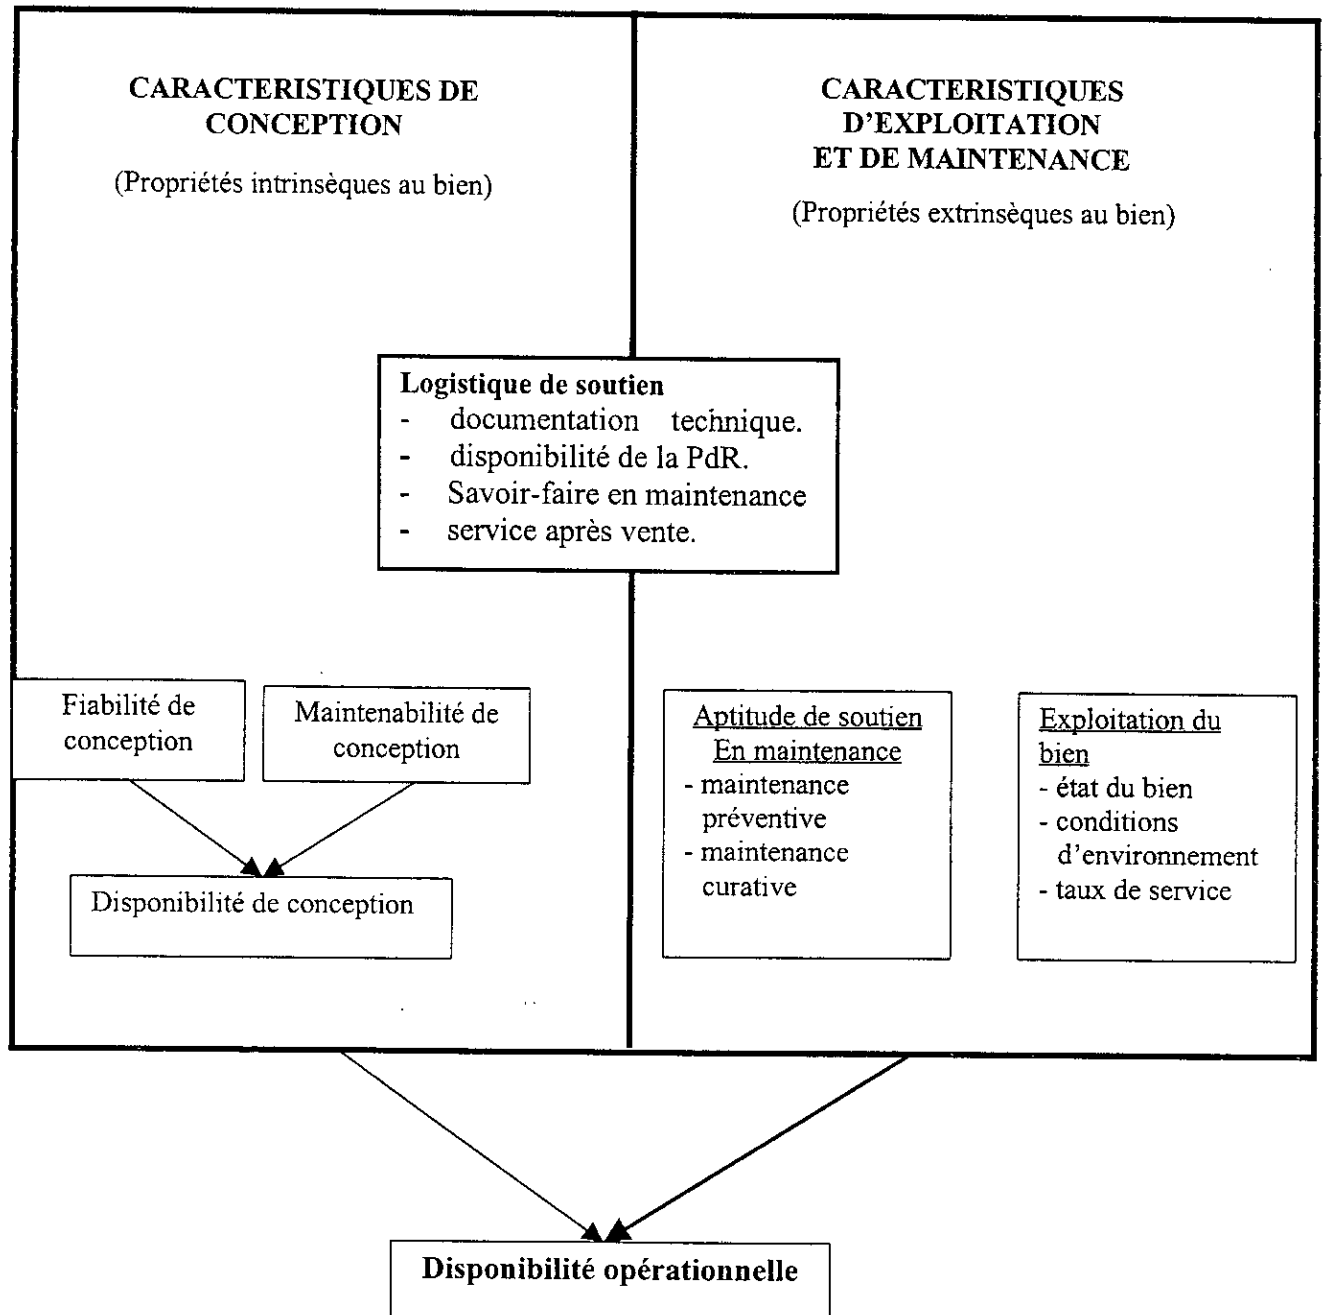 CARACTERISTIQUES DE
CONCEPTION
(Propriétés intrinsèques au bien)
CARACTERISTIQUES
D'EXPLOITATION
ET DE MAINTENANCE
(Propriétés extrinsèques au bien)
Logistique de soutien
- documentation technique.
- disponibilité de la PdR.
- Savoir-faire en maintenance
- service après vente.
Fiabilité de
conception
Maintenabilité de
conception
Disponibilité de conception
Aptitude de soutien
En maintenance
- maintenance
préventive
- maintenance
curative
Exploitation du
bien
- état du bien
- conditions
d'environnement
- taux de service
Disponibilité opérationnelle